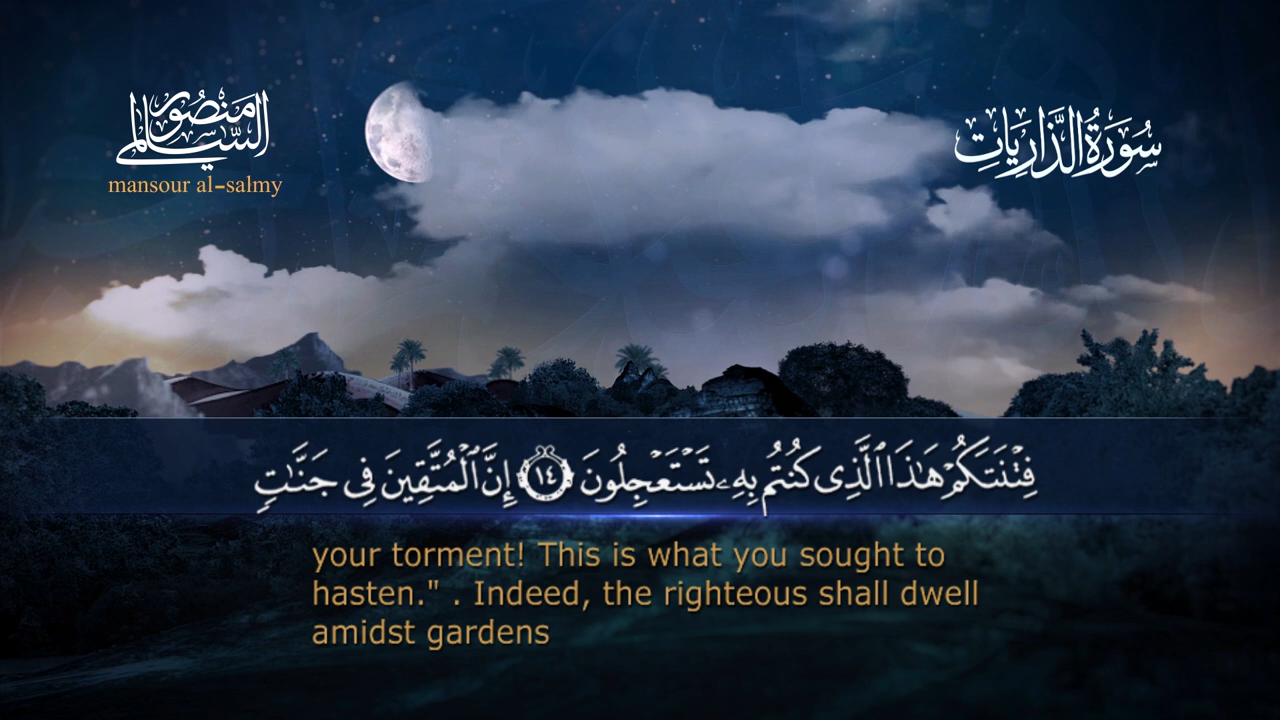 منصور السالمي
mansour al-salmy
سُورَةُ الذَّارِيَاتِ
فِتْنَتَكُمْ هَٰذَا ٱلَّذِى كُنتُم بِهِۦ تَسْتَعْجِلُونَ ١٤ إِنَّ ٱلْمُتَّقِينَ فِى جَنَّٰتٍ
your torment! This is what you sought to
hasten." . Indeed, the righteous shall dwell
amidst gardens